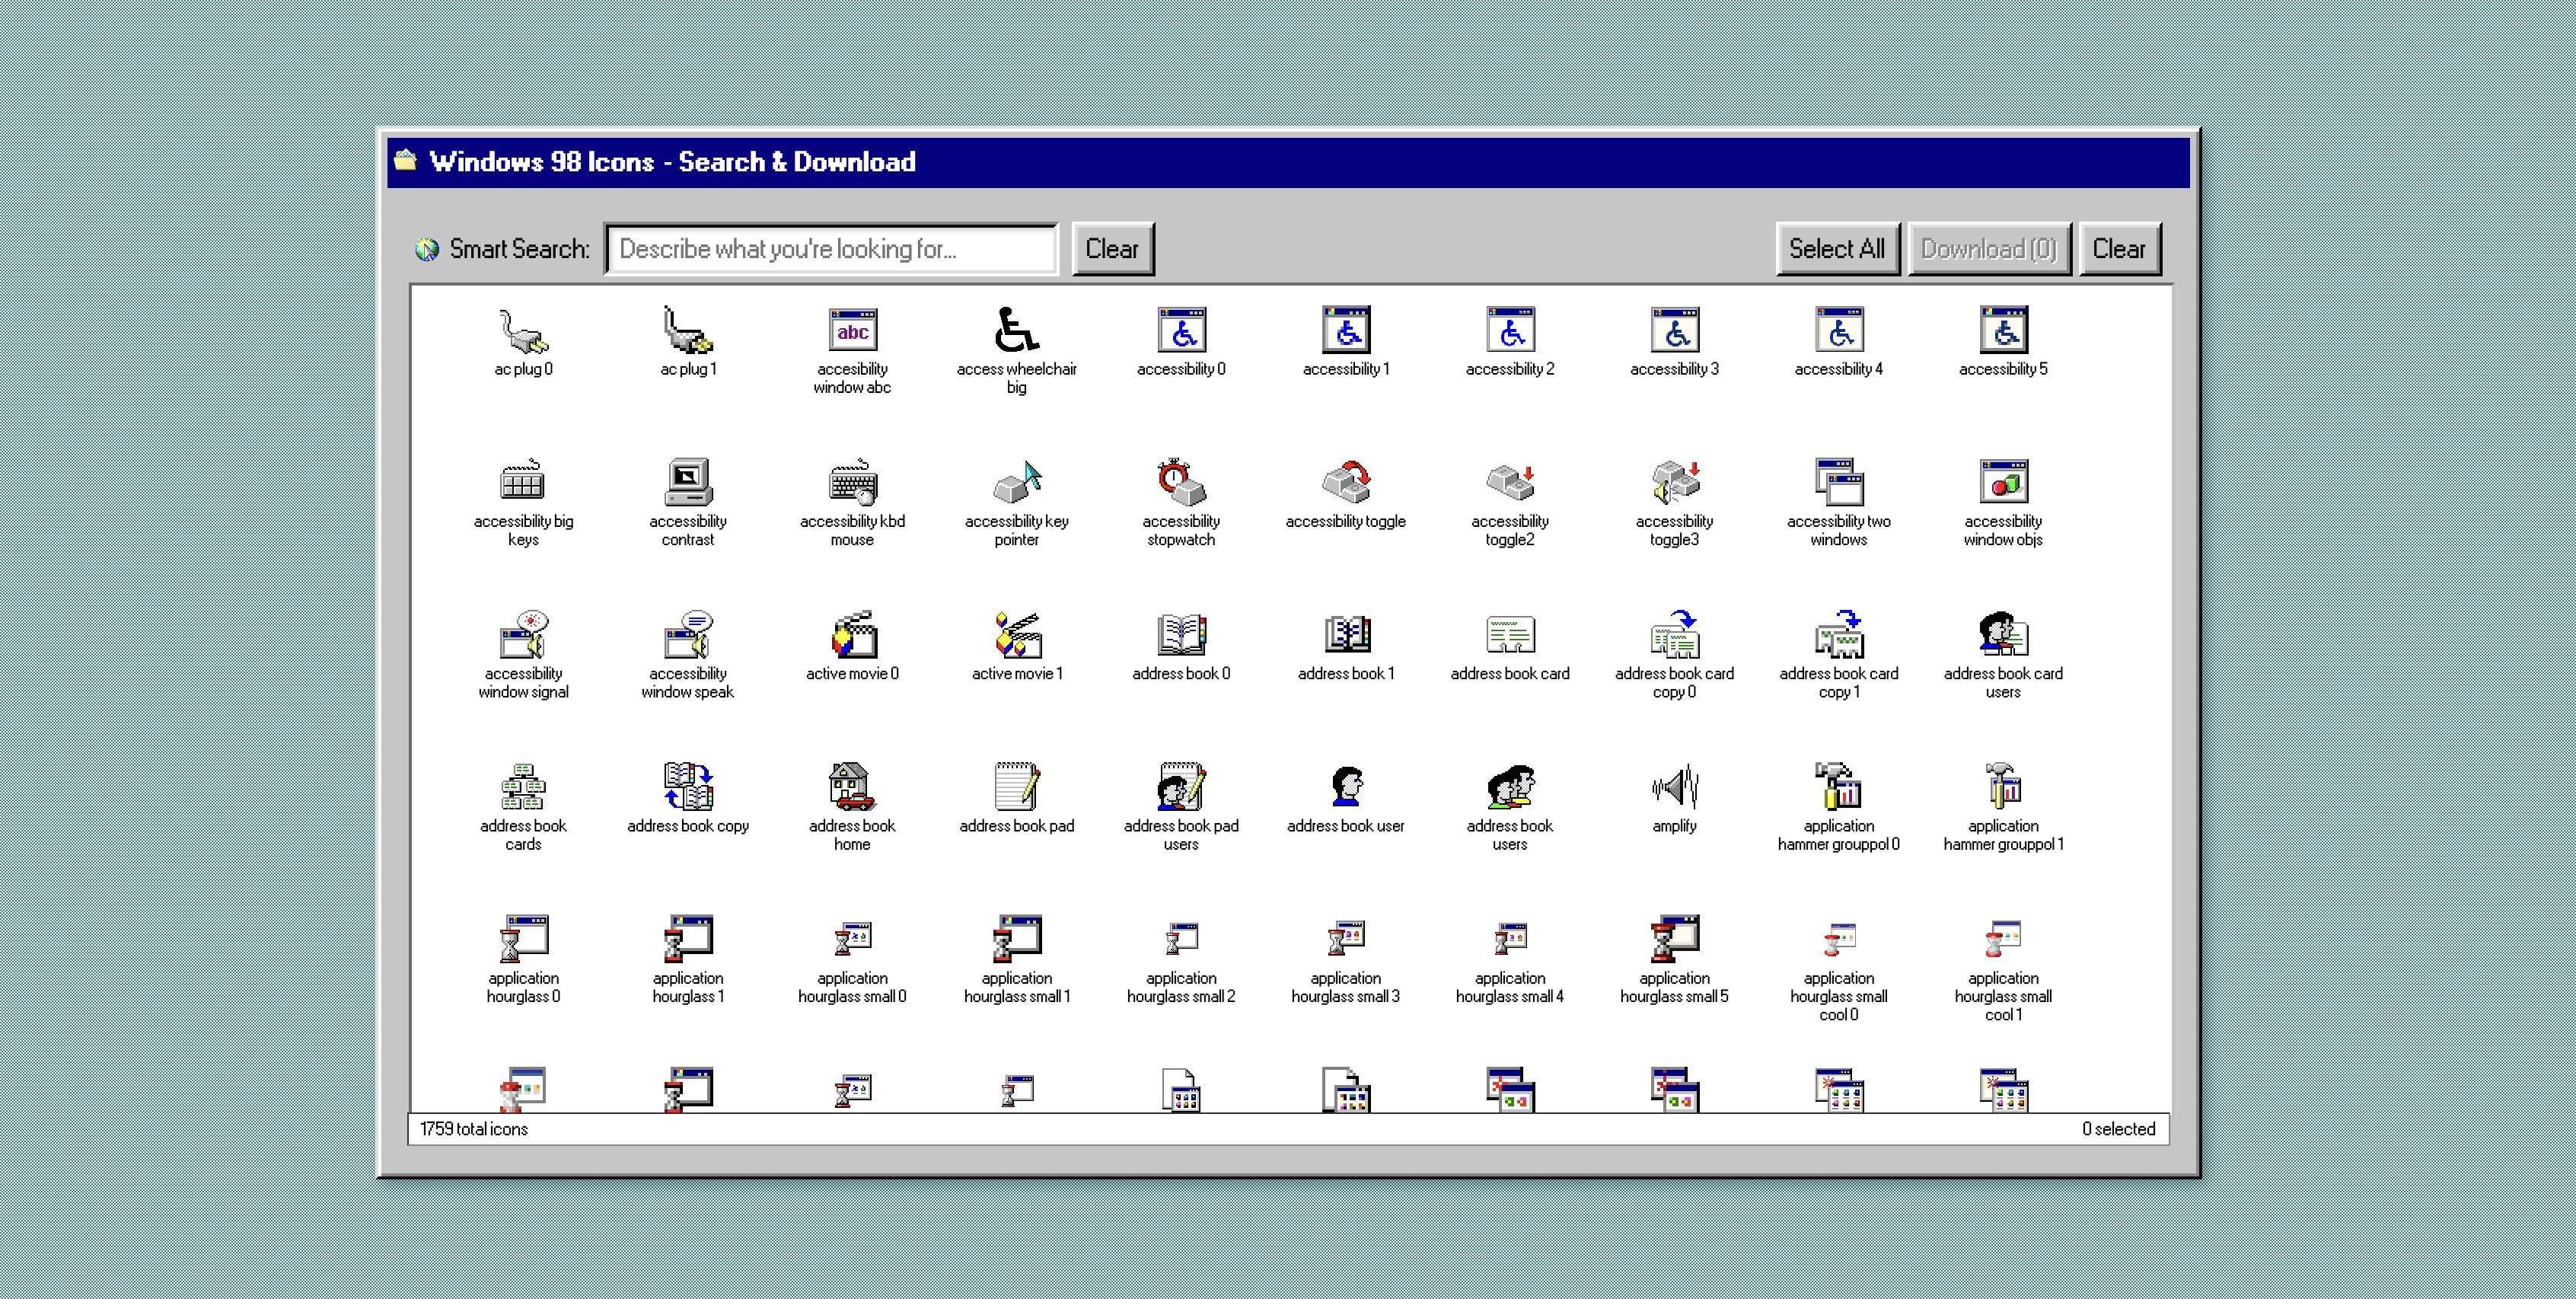 Windows 98 Icons - Search & Download
Smart Search:
Describe what you're looking for...
Clear
Select All
Download (0)
Clear
ac plug 0
ac plug 1
abc
accesibility
window abc
access wheelchair
big
accessibility 0
accessibility 1
accessibility 2
accessibility 3
accessibility 4
accessibility 5
accessibility big
keys
accessibility
contrast
accessibility kbd
mouse
accessibility key
pointer
accessibility
stopwatch
accessibility toggle
accessibility
toggle2
accessibility
toggle3
accessibility two
windows
accessibility
window objs
accessibility
window signal
accessibility
window speak
active movie 0
active movie 1
address book 0
address book 1
address book card
address book card
copy 0
address book card
copy 1
address book card
users
address book
cards
address book copy
address book
home
address book pad
address book pad
users
address book user
address book
users
amplify
application
hammer grouppol 0
application
hammer grouppol 1
application
hourglass 0
application
hourglass 1
application
hourglass small 0
application
hourglass small 1
application
hourglass small 2
application
hourglass small 3
application
hourglass small 4
application
hourglass small 5
application
hourglass small
cool 0
application
hourglass small
cool 1
1759 total icons
0 selected